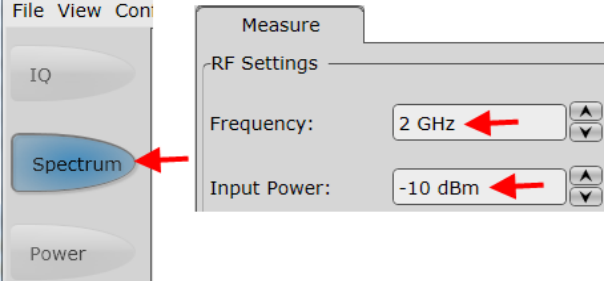 File View Con
IQ
Spectrum
Power
Measure
RF Settings
Frequency: 2 GHz
Input Power: -10 dBm